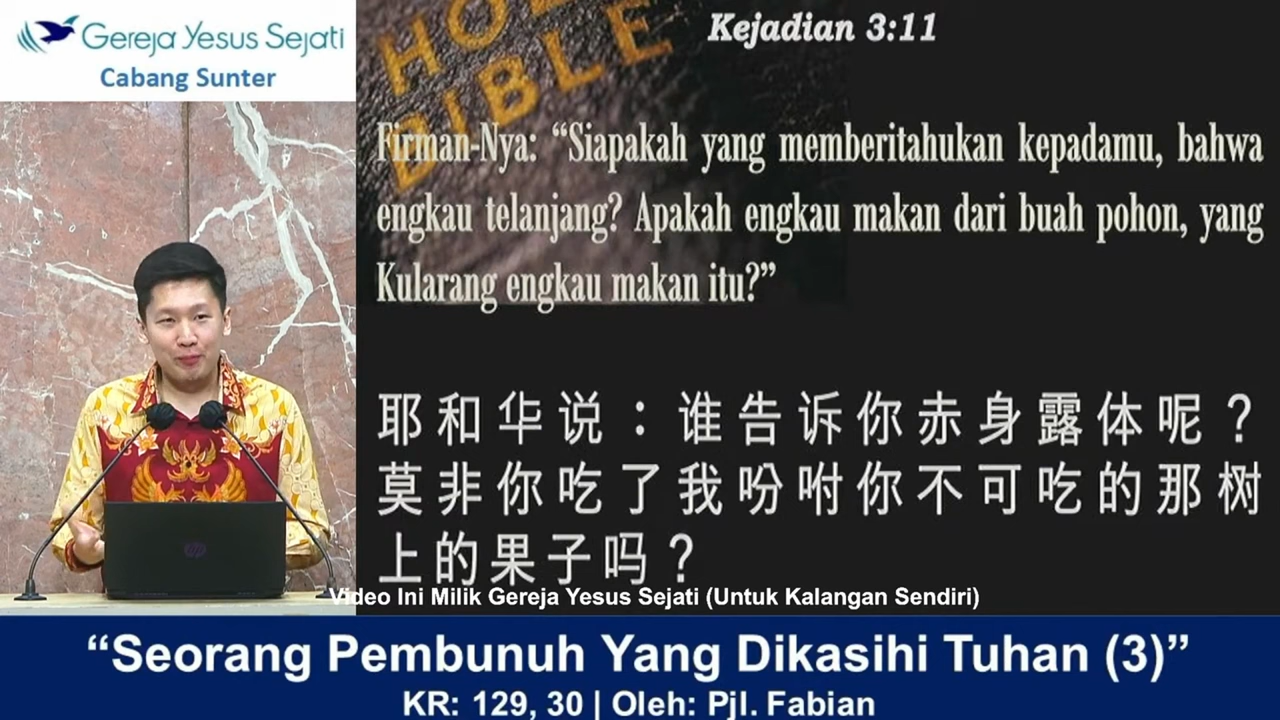 Gereja Yesus Sejati
Cabang Sunter
HOLY
BIBLE
Kejadian 3:11
Firman-Nya: “Siapakah yang memberitahukan kepadamu, bahwa
engkau telanjang? Apakah engkau makan dari buah pohon, yang
Kularang engkau makan itu?”
耶和华说：谁告诉你赤身露体呢？
莫非你吃了我吩咐你不可吃的那树
上的果子吗？
hp
Video Ini Milik Gereja Yesus Sejati (Untuk Kalangan Sendiri)
“Seorang Pembunuh Yang Dikasihi Tuhan (3)”
KR: 129, 30 | Oleh: Pjl. Fabian